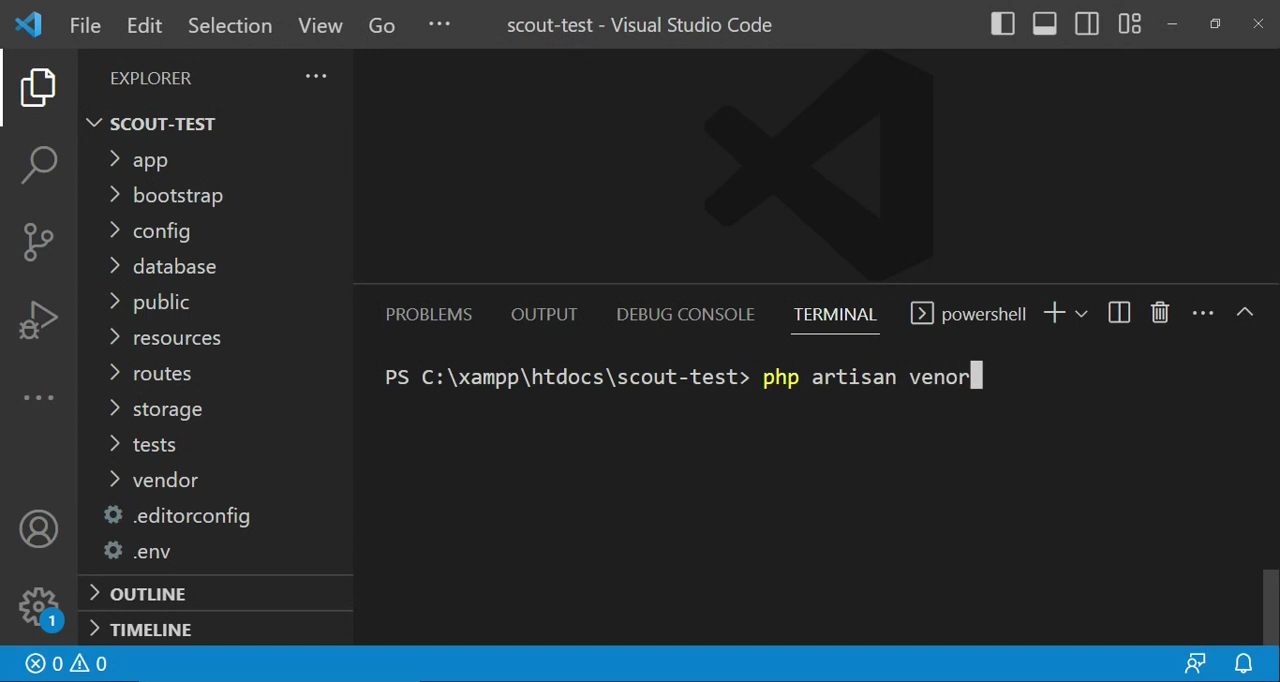 File Edit Selection View Go ··· scout-test - Visual Studio Code
EXPLORER ···
SCOUT-TEST
app
bootstrap
config
database
public
resources
routes
storage
tests
vendor
.editorconfig
.env
OUTLINE
TIMELINE
PROBLEMS OUTPUT DEBUG CONSOLE TERMINAL powershell
PS C:\xampp\htdocs\scout-test> php artisan venor
1
0 0